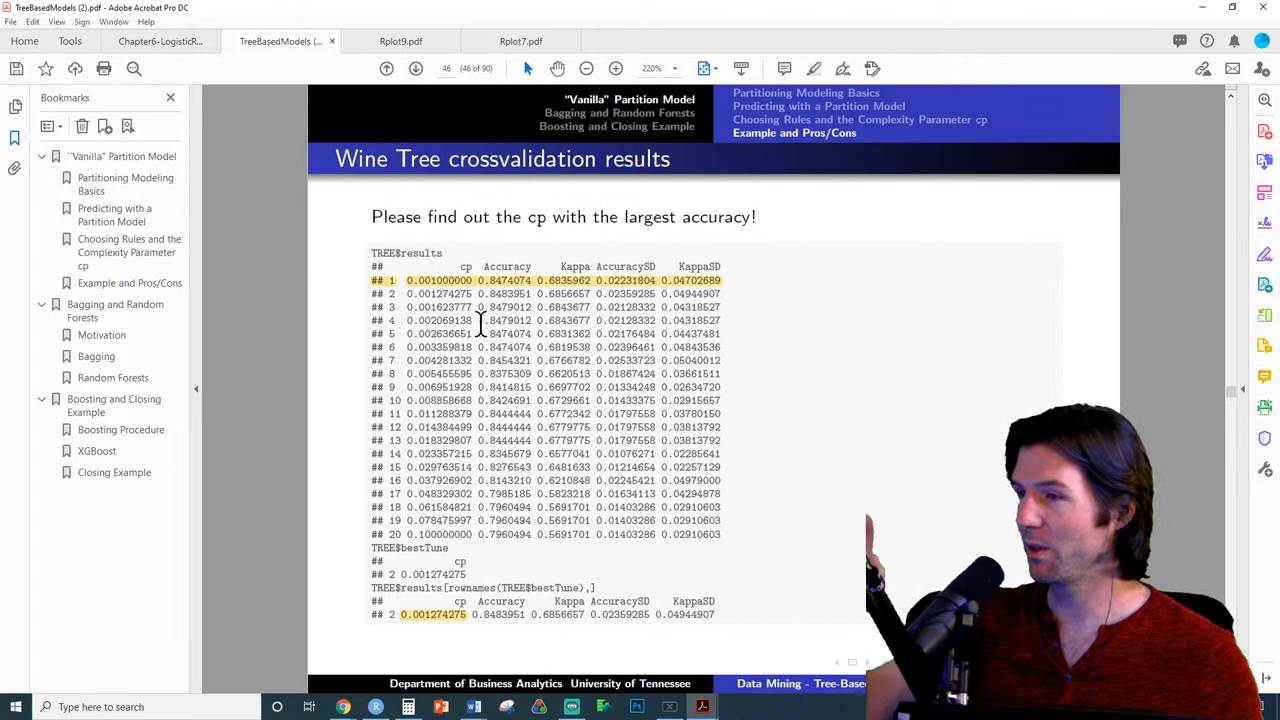 TreeBasedModels (2).pdf - Adobe Acrobat Pro DC
File Edit View Sign Window Help
Home Tools Chapter6-LogisticR... TreeBasedModels (... × Rplot9.pdf Rplot7.pdf
46 (46 of 90) 220%
Bookmarks
"Vanilla" Partition Model
Partitioning Modeling Basics
Predicting with a Partition Model
Choosing Rules and the Complexity Parameter cp
Example and Pros/Cons
Bagging and Random Forests
Motivation
Bagging
Random Forests
Boosting and Closing Example
Boosting Procedure
XGBoost
Closing Example
"Vanilla" Partition Model
Bagging and Random Forests
Boosting and Closing Example
Partitioning Modeling Basics
Predicting with a Partition Model
Choosing Rules and the Complexity Parameter cp
Example and Pros/Cons
Wine Tree crossvalidation results
Please find out the cp with the largest accuracy!
TREE$results
## cp Accuracy Kappa AccuracySD KappaSD
## 1 0.001000000 0.8474074 0.6835962 0.02231804 0.04702689
## 2 0.001274275 0.8483951 0.6856657 0.02359285 0.04944907
## 3 0.001623777 0.8479012 0.6843677 0.02128332 0.04318527
## 4 0.002069138 0.8479012 0.6843677 0.02128332 0.04318527
## 5 0.002636651 0.8474074 0.6831362 0.02176484 0.04437481
## 6 0.003359818 0.8474074 0.6819538 0.02396461 0.04843536
## 7 0.004281332 0.8454321 0.6766782 0.02533723 0.05040012
## 8 0.005455595 0.8375309 0.6620513 0.01867424 0.03661511
## 9 0.006951928 0.8414815 0.6697702 0.01334248 0.02634720
## 10 0.008858668 0.8424691 0.6729661 0.01433375 0.02915657
## 11 0.011288379 0.8444444 0.6772342 0.01797558 0.03780150
## 12 0.014384499 0.8444444 0.6779775 0.01797558 0.03813792
## 13 0.018329807 0.8444444 0.6779775 0.01797558 0.03813792
## 14 0.023357215 0.8345679 0.6577041 0.01076271 0.02285641
## 15 0.029763514 0.8276543 0.6481633 0.01214654 0.02257129
## 16 0.037926902 0.8143210 0.6210848 0.02245421 0.04979000
## 17 0.048329302 0.7985185 0.5823218 0.01634113 0.04294878
## 18 0.061584821 0.7960494 0.5691701 0.01403286 0.02910603
## 19 0.078475997 0.7960494 0.5691701 0.01403286 0.02910603
## 20 0.100000000 0.7960494 0.5691701 0.01403286 0.02910603
TREE$bestTune
## cp
## 2 0.001274275
TREE$results[rownames(TREE$bestTune),]
## cp Accuracy Kappa AccuracySD KappaSD
## 2 0.001274275 0.8483951 0.6856657 0.02359285 0.04944907
Department of Business Analytics University of Tennessee Data Mining - Tree-Bas
Type here to search